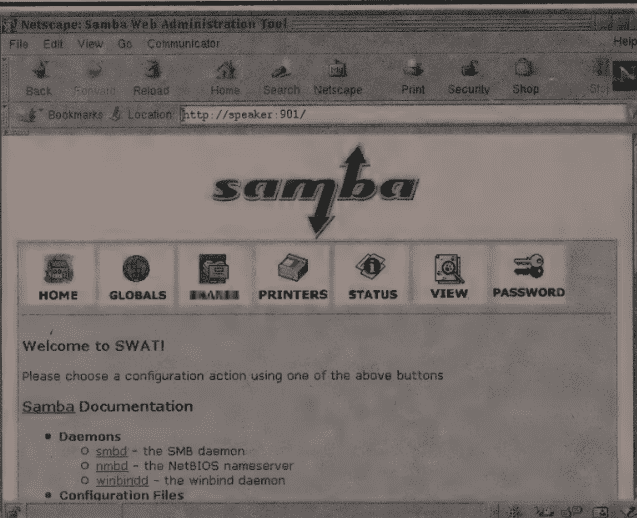 Netscape: Samba Web Administration Tool
File Edit View Go Communicator Help
Back Forward Reload Home Search Netscape Print Security Shop Stop
Bookmarks Location: http://speaker:901/
samba
HOME GLOBALS PRINTERS STATUS VIEW PASSWORD
Welcome to SWAT!
Please choose a configuration action using one of the above buttons
Samba Documentation
Daemons
smbd - the SMB daemon
nmbd - the NetBIOS nameserver
winbindd - the winbind daemon
Configuration Files